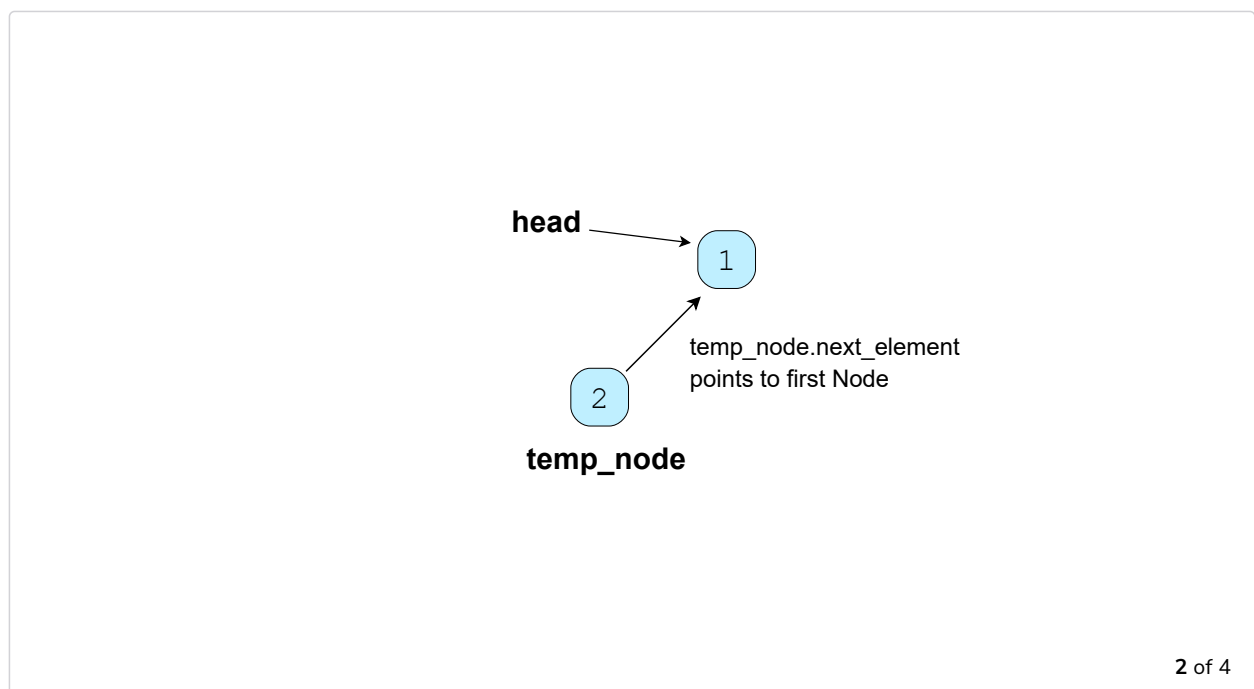 head
1
temp_node.next_element
points to first Node
2
temp_node
2 of 4